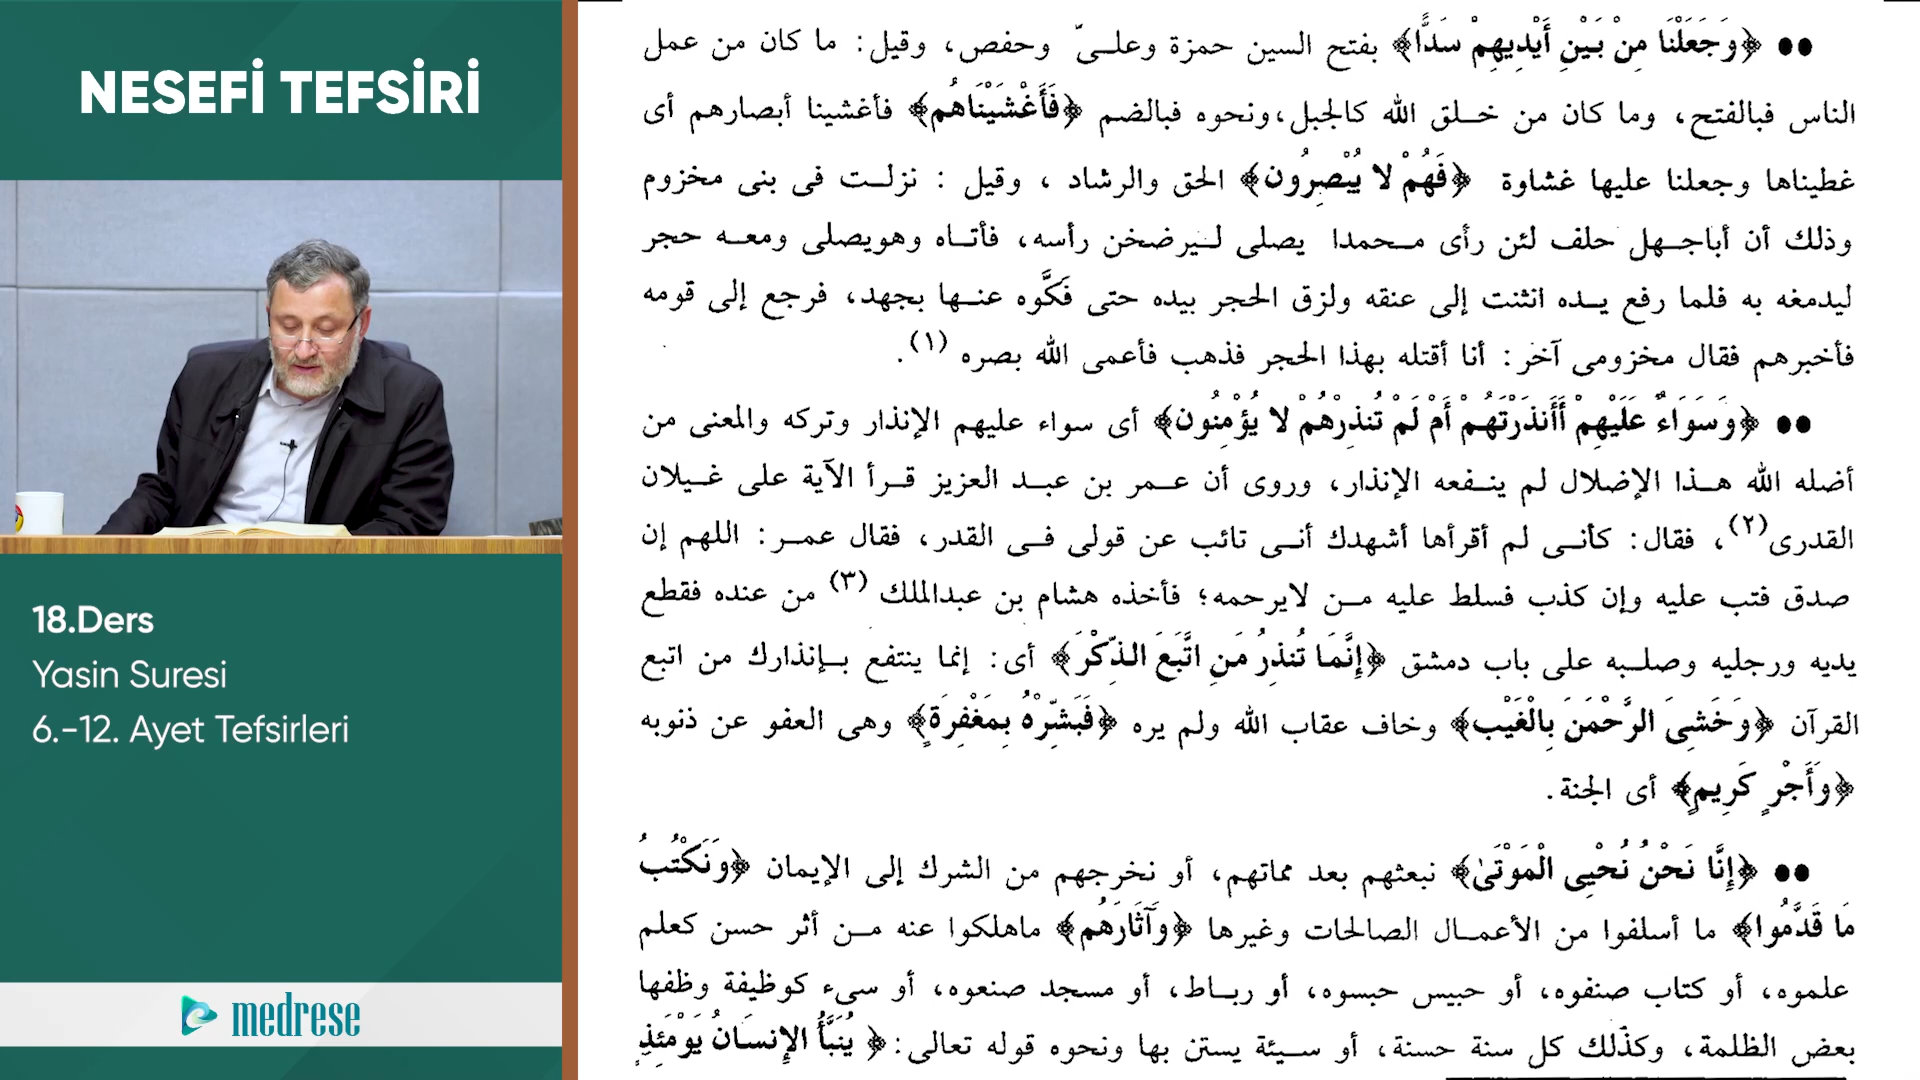 NESEFİ TEFSİRİ
18.Ders
Yasin Suresi
6.-12. Ayet Tefsirleri
medrese
●● ﴿وَجَعَلْنَا مِنْ بَيْنِ أَيْدِيهِمْ سَدًّا﴾ بفتح السين حمزة وعلىّ وحفص، وقيل: ما كان من عمل
الناس فبالفتح، وما كان من خلق الله كالجبل،ونحوه فبالضم ﴿فَأَغْشَيْنَاهُم﴾ فأغشينا أبصارهم أى
غطيناها وجعلنا عليها غشاوة ﴿فَهُمْ لا يُبْصِرُون﴾ الحق والرشاد ، وقيل : نزلت فى بنى مخزوم
وذلك أن أباجهل حلف لئن رأى محمدا يصلى ليرضخن رأسه، فأتاه وهويصلى ومعه حجر
ليدمغه به فلما رفع يده انثنت إلى عنقه ولزق الحجر بيده حتى فَكَّوه عنها بجهد، فرجع إلى قومه
فأخبرهم فقال مخزومى آخر: أنا أقتله بهذا الحجر فذهب فأعمى الله بصره (١).
●● ﴿وَسَوَاءٌ عَلَيْهِمْ أَأَنذَرْتَهُمْ أَمْ لَمْ تُنذِرْهُمْ لا يُؤْمِنُون﴾ أى سواء عليهم الإنذار وتركه والمعنى من
أضله الله هذا الإضلال لم ينفعه الإنذار، وروى أن عمر بن عبد العزيز قرأ الآية على غيلان
القدرى(٢)، فقال: كأنى لم أقرأها أشهدك أنى تائب عن قولى فى القدر، فقال عمر: اللهم إن
صدق فتب عليه وإن كذب فسلط عليه من لايرحمه؛ فأخذه هشام بن عبدالملك (٣) من عنده فقطع
يديه ورجليه وصلبه على باب دمشق ﴿إِنَّمَا تُنذِرُ مَنِ اتَّبَعَ الذِّكْرَ﴾ أى: إنما ينتفع بإنذارك من اتبع
القرآن ﴿وَخَشِىَ الرَّحْمَنَ بِالْغَيْب﴾ وخاف عقاب الله ولم يره ﴿فَبَشِّرْهُ بِمَغْفِرَةٍ﴾ وهى العفو عن ذنوبه
﴿وَأَجْرٍ كَرِيمٍ﴾ أى الجنة.
●● ﴿إِنَّا نَحْنُ نُحْيِى الْمَوْتَىٰ﴾ نبعثهم بعد مماتهم، أو نخرجهم من الشرك إلى الإيمان ﴿وَنَكْتُبُ
مَا قَدَّمُوا﴾ ما أسلفوا من الأعمال الصالحات وغيرها ﴿وَآثَارَهُم﴾ ماهلكوا عنه من أثر حسن كعلم
علموه، أو كتاب صنفوه، أو حبيس حبسوه، أو رباط، أو مسجد صنعوه، أو سىء كوظيفة وظفها
بعض الظلمة، وكذلك كل سنة حسنة، أو سيئة يستن بها ونحوه قوله تعالى:﴿ يُنَبَّأُ الإِنسَانُ يَوْمَئِذٍ